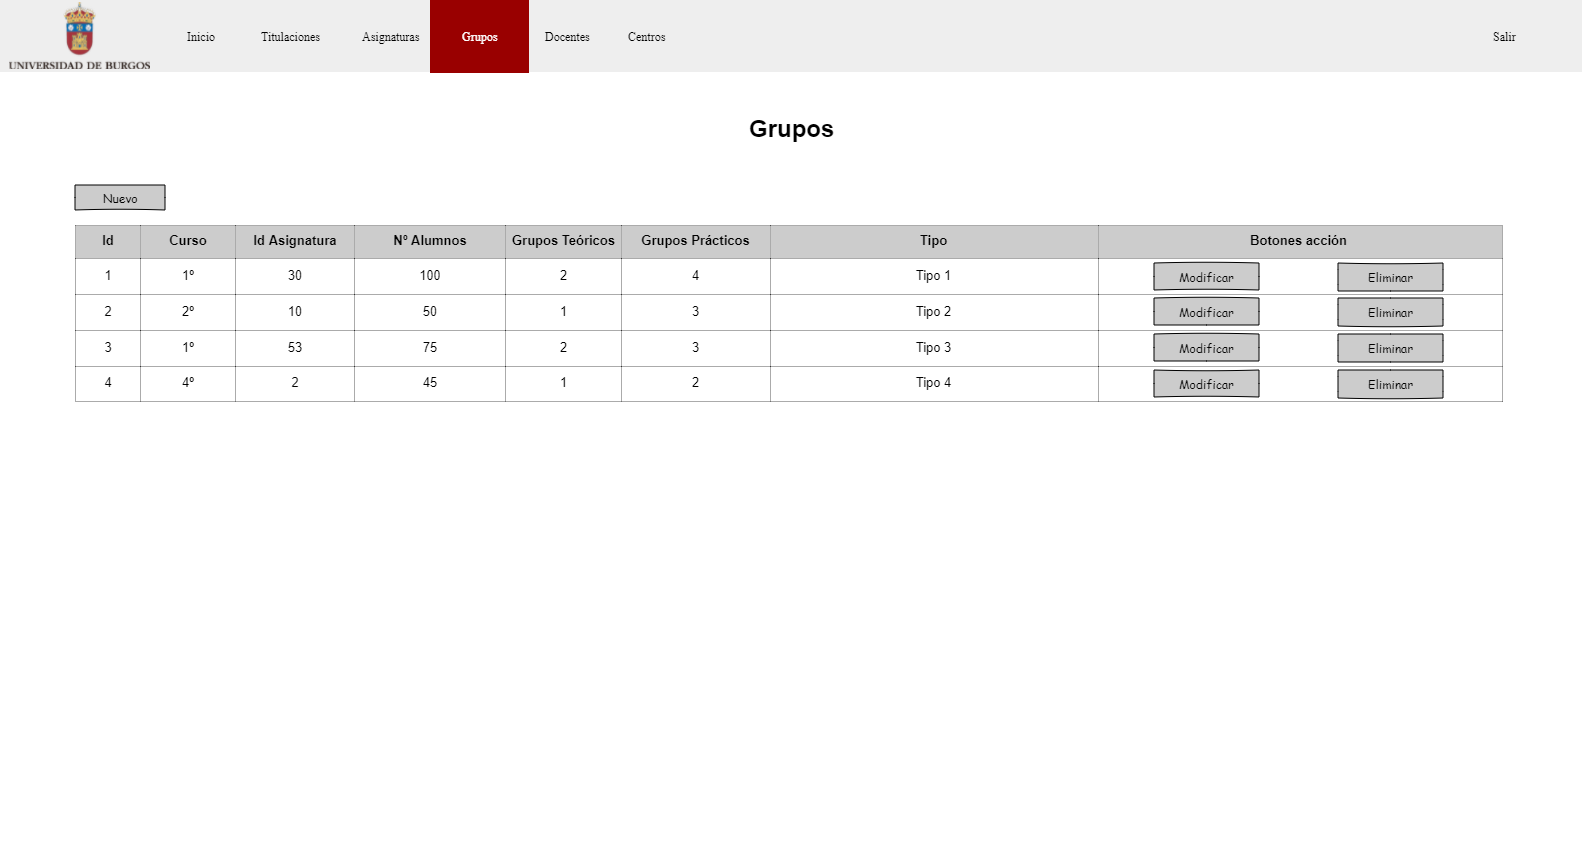 UNIVERSIDAD DE BURGOS
Inicio Titulaciones Asignaturas Grupos Docentes Centros Salir
Grupos
Nuevo
Id Curso Id Asignatura Nº Alumnos Grupos Teóricos Grupos Prácticos Tipo Botones acción
1 1º 30 100 2 4 Tipo 1 Modificar Eliminar
2 2º 10 50 1 3 Tipo 2 Modificar Eliminar
3 1º 53 75 2 3 Tipo 3 Modificar Eliminar
4 4º 2 45 1 2 Tipo 4 Modificar Eliminar